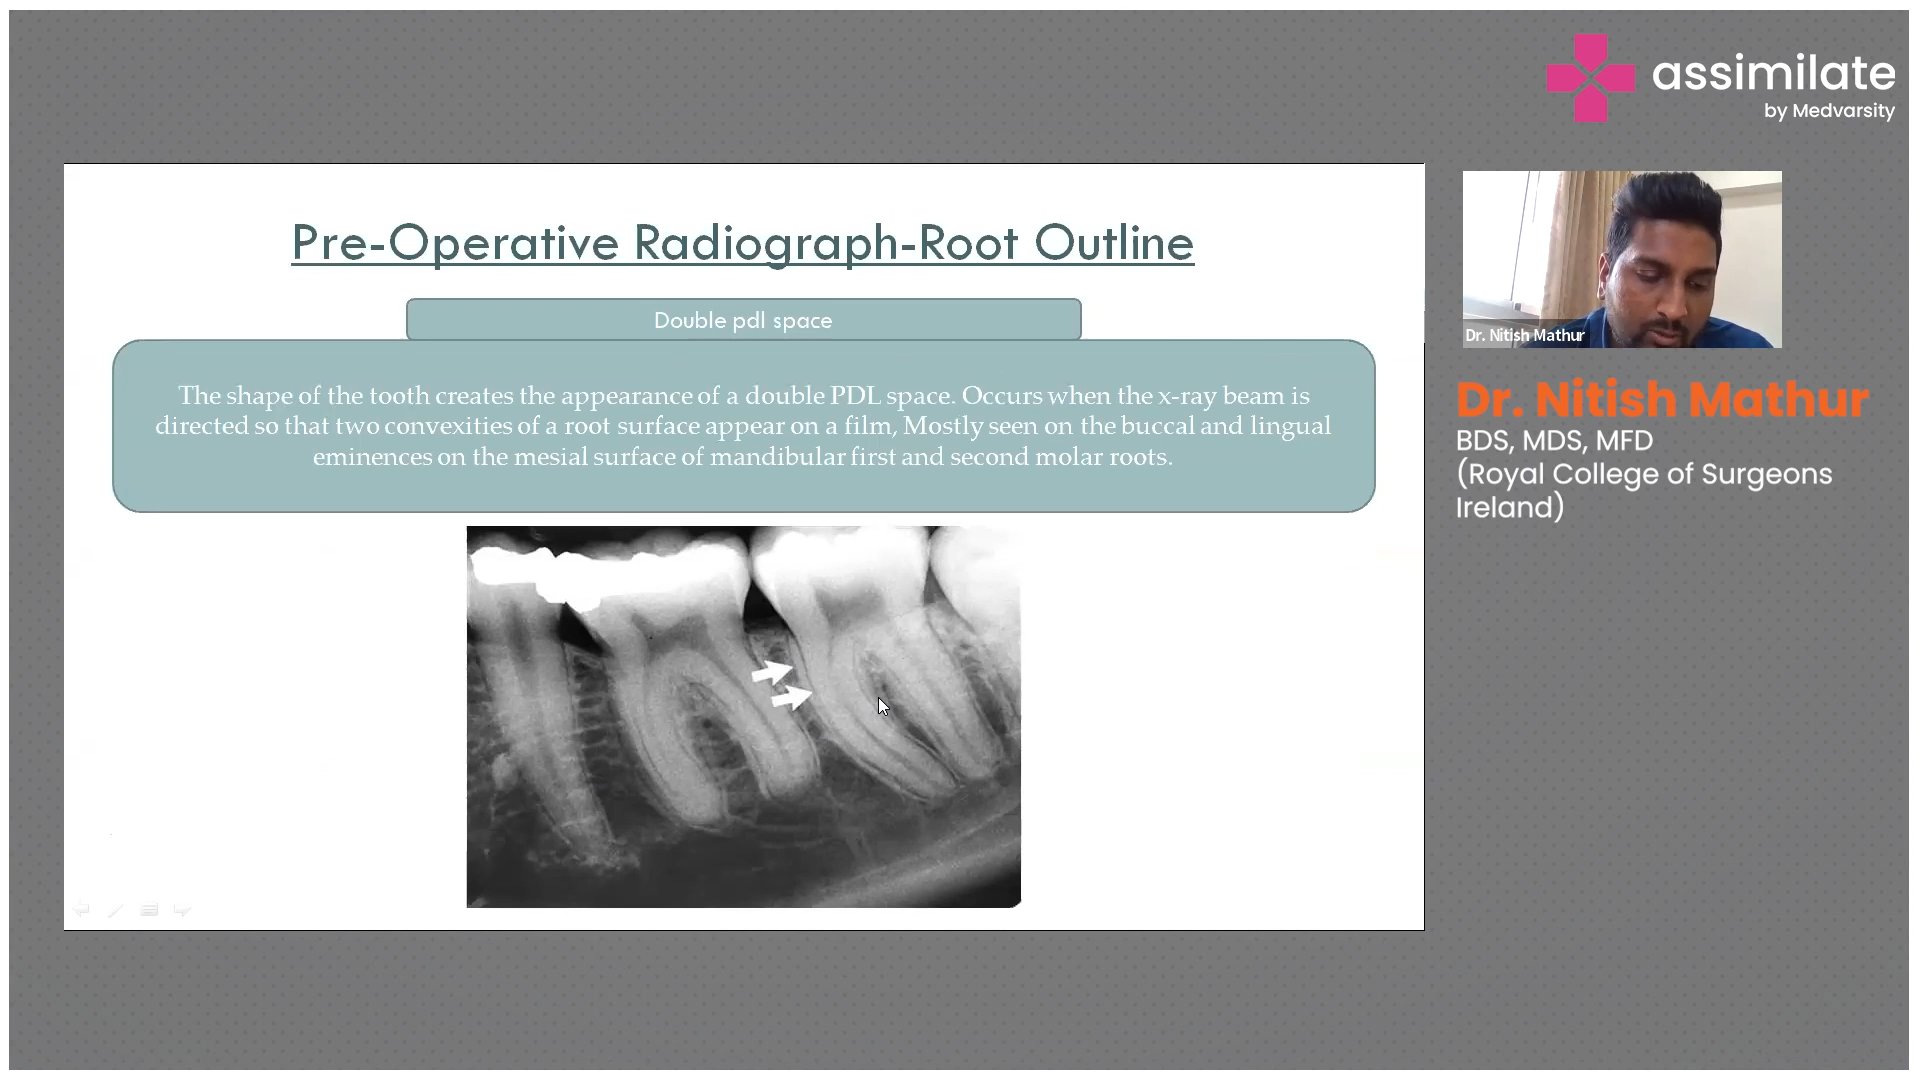 assimilate
by Medvarsity
Pre-Operative Radiograph-Root Outline
Double pdl space
The shape of the tooth creates the appearance of a double PDL space. Occurs when the x-ray beam is
directed so that two convexities of a root surface appear on a film, Mostly seen on the buccal and lingual
eminences on the mesial surface of mandibular first and second molar roots.
Dr. Nitish Mathur
Dr. Nitish Mathur
BDS, MDS, MFD
(Royal College of Surgeons
Ireland)